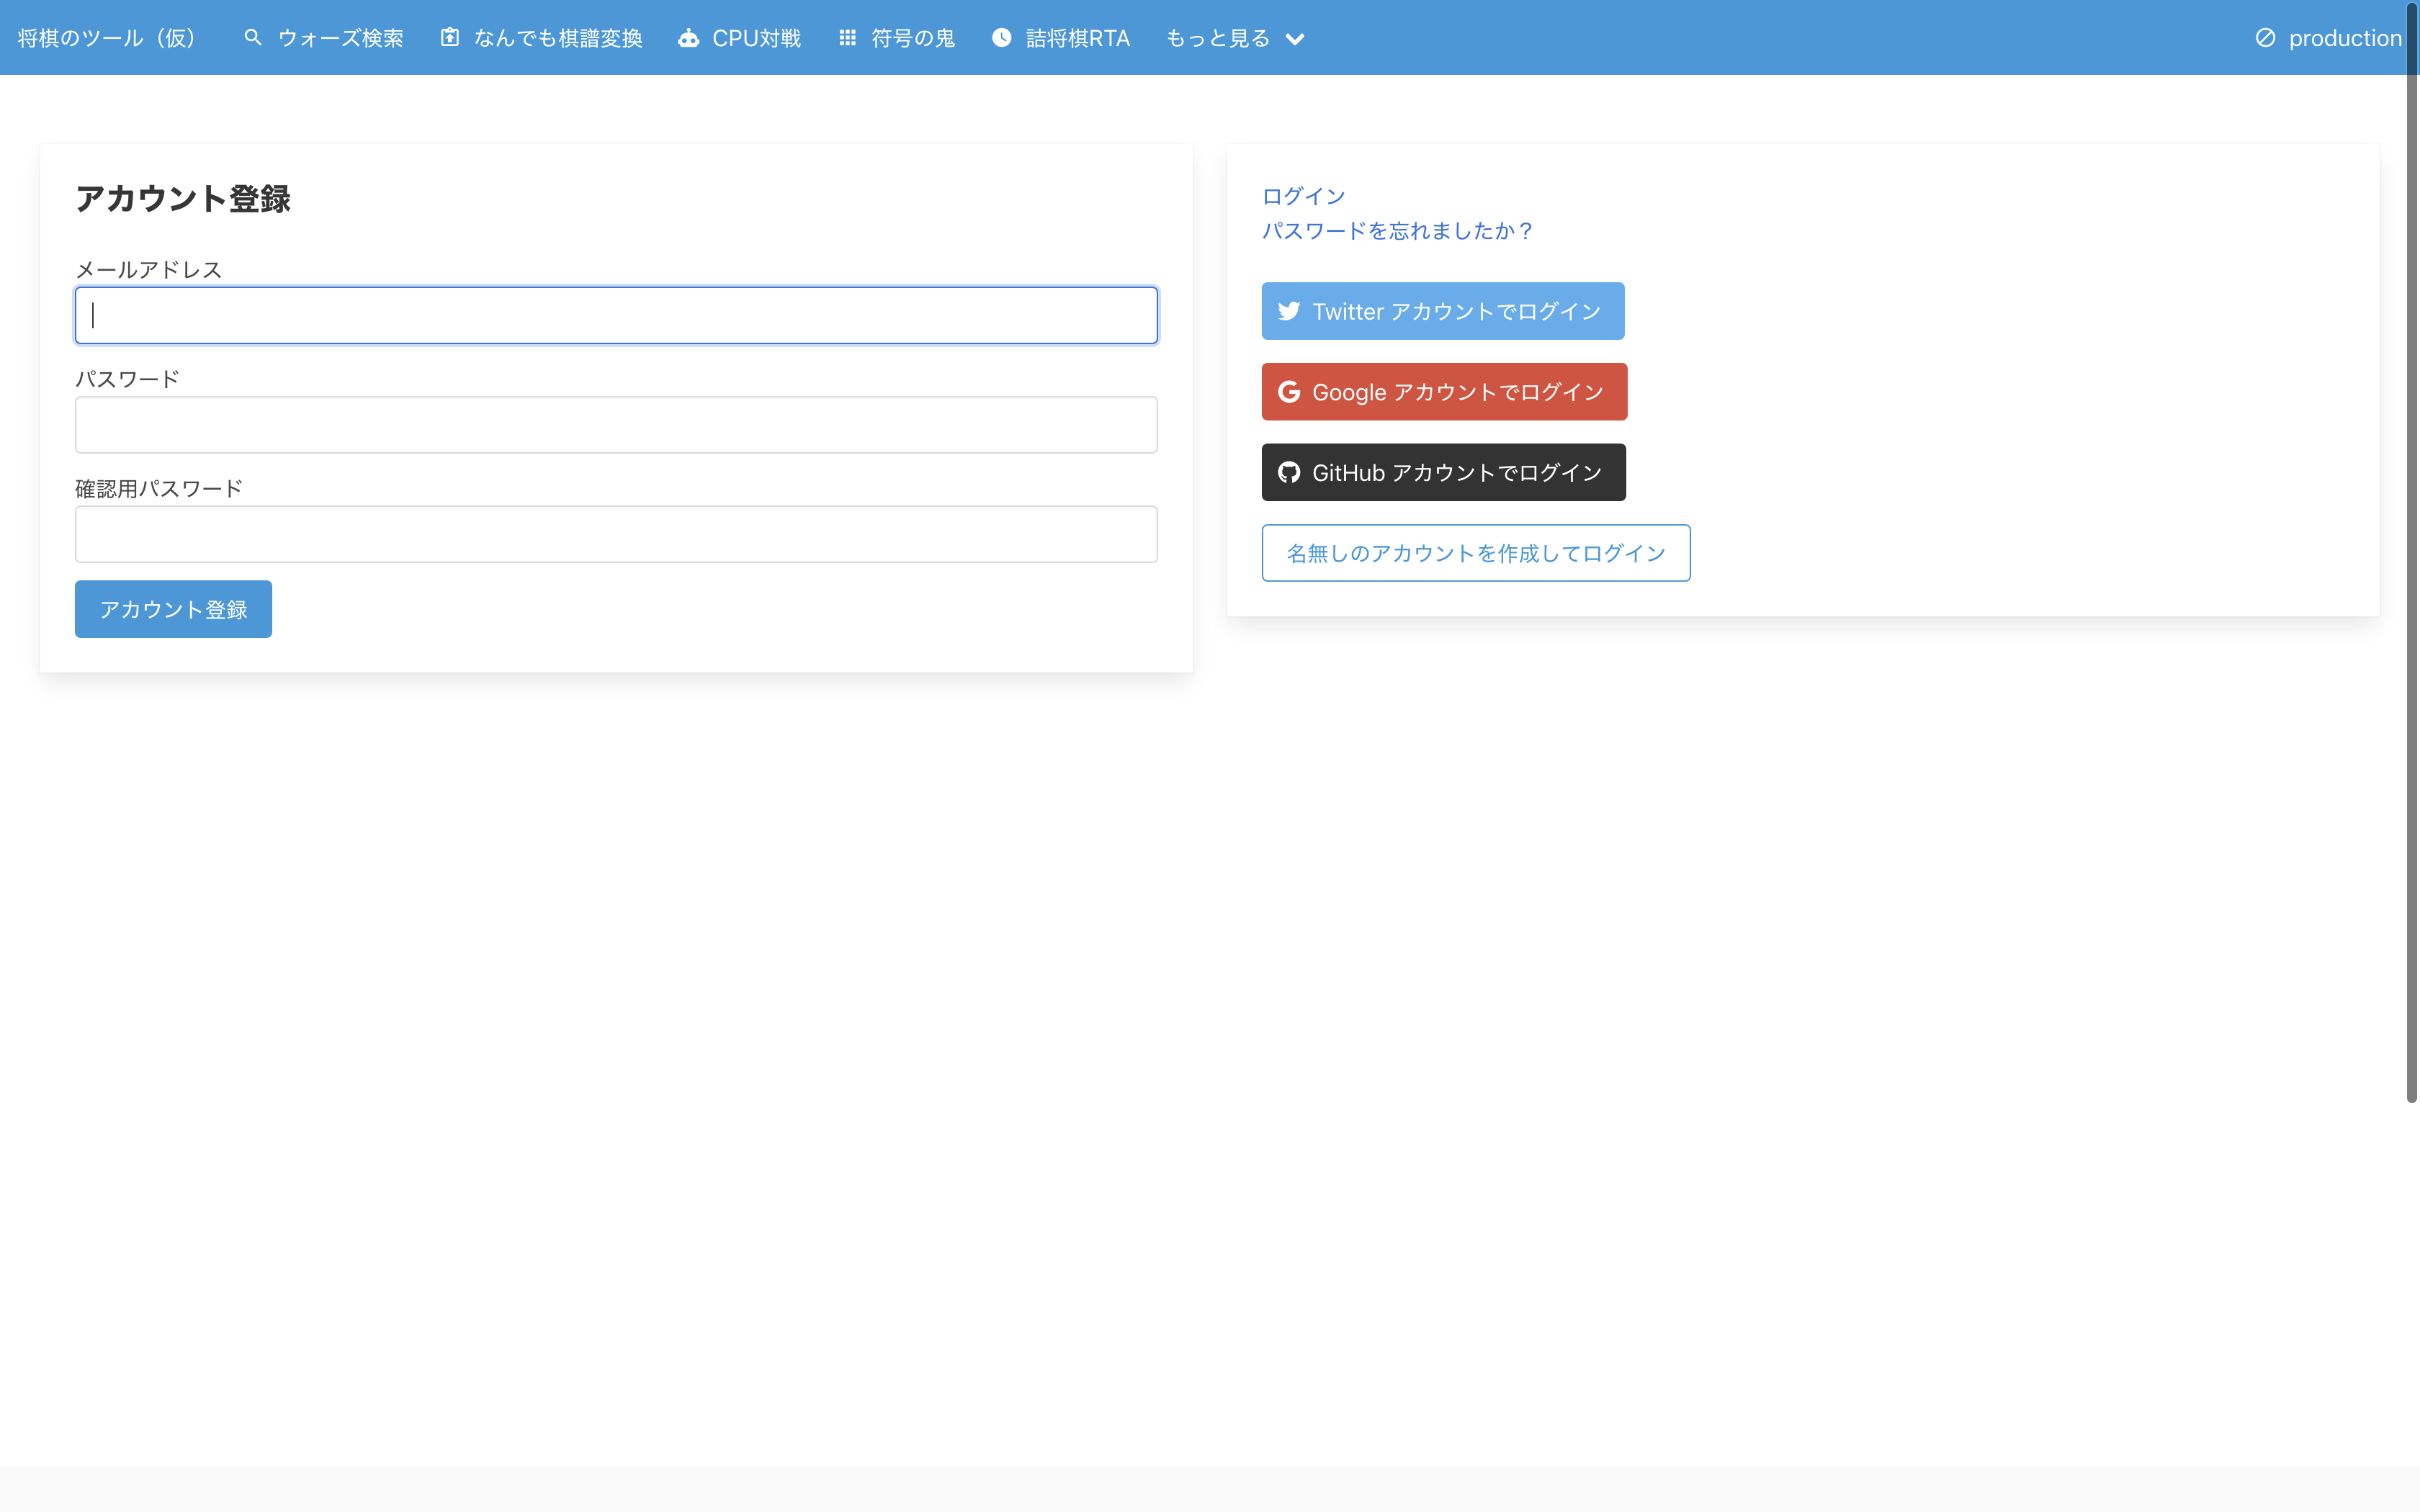 将棋のツール（仮） ウォーズ検索 なんでも棋譜変換 CPU対戦 符号の鬼 詰将棋RTA もっと見る production
アカウント登録
メールアドレス
パスワード
確認用パスワード
アカウント登録
ログイン
パスワードを忘れましたか？
Twitter アカウントでログイン
Google アカウントでログイン
GitHub アカウントでログイン
名無しのアカウントを作成してログイン